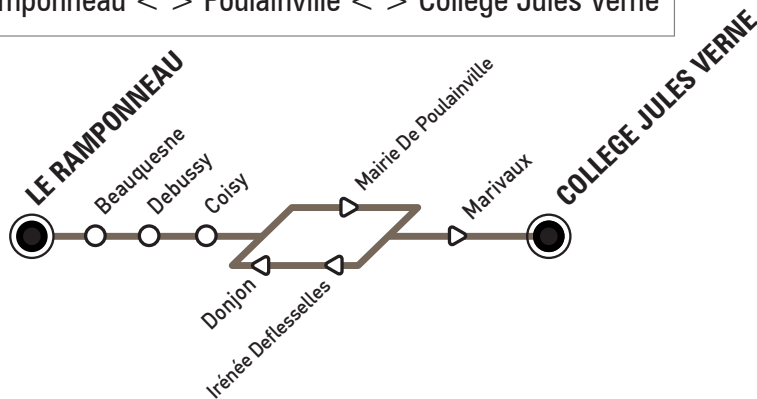 Poulainville < > Collège Jules Verne
LE RAMPONNEAU
Beauquesne
Debussy
Coisy
Mairie De Poulainville
Marivaux
COLLEGE JULES VERNE
Donjon
Irénée Deflesselles